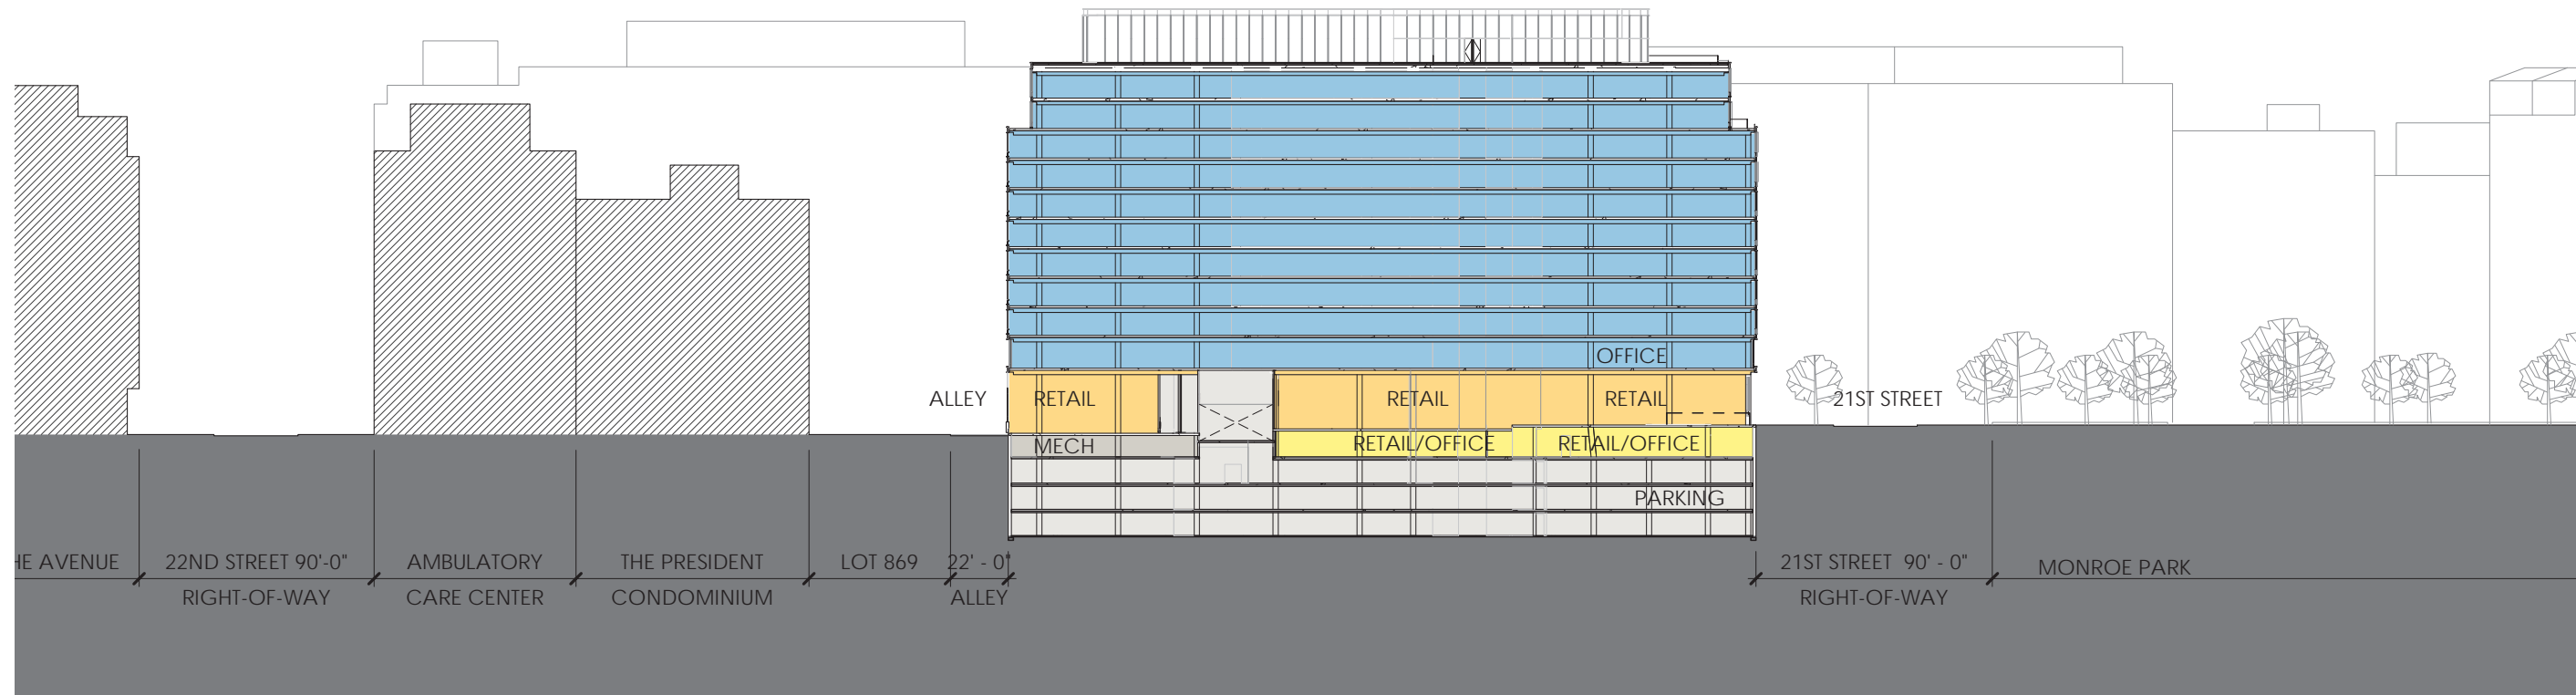 OFFICE
ALLEY RETAIL RETAIL RETAIL 21ST STREET
MECH RETAIL/OFFICE RETAIL/OFFICE
PARKING
HE AVENUE 22ND STREET 90'-0" AMBULATORY THE PRESIDENT LOT 869 22' - 0" 21ST STREET 90' - 0" MONROE PARK
RIGHT-OF-WAY CARE CENTER CONDOMINIUM ALLEY RIGHT-OF-WAY